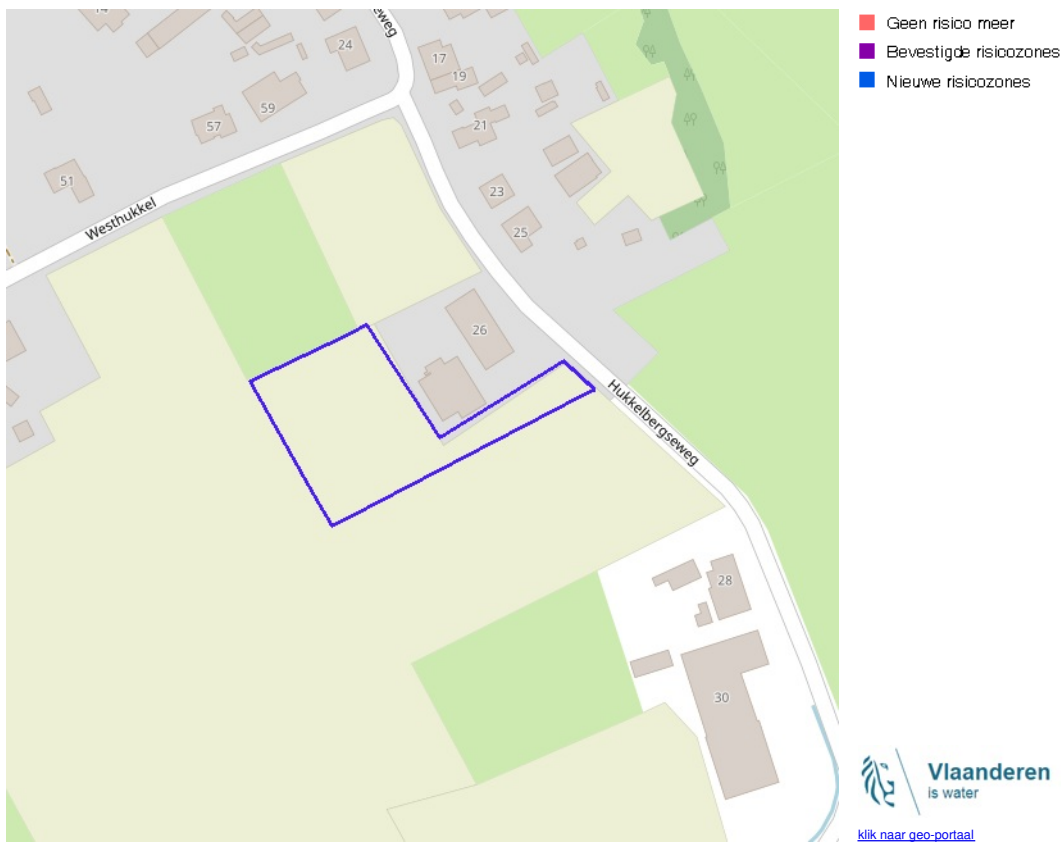 Geen risico meer
Bevestigde risicozones
Nieuwe risicozones
24
17
19
59
57
21
51
23
Westhukkel
25
26
Hukkelbergseweg
28
30
Vlaanderen
is water
klik naar geo-portaal